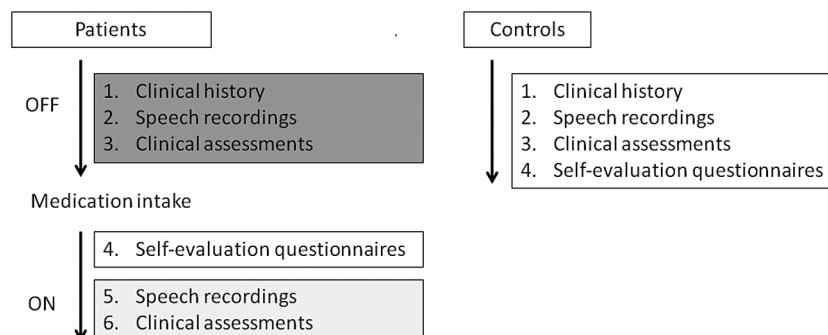 Patients
OFF
1. Clinical history
2. Speech recordings
3. Clinical assessments
Medication intake
4. Self-evaluation questionnaires
ON
5. Speech recordings
6. Clinical assessments
Controls
1. Clinical history
2. Speech recordings
3. Clinical assessments
4. Self-evaluation questionnaires